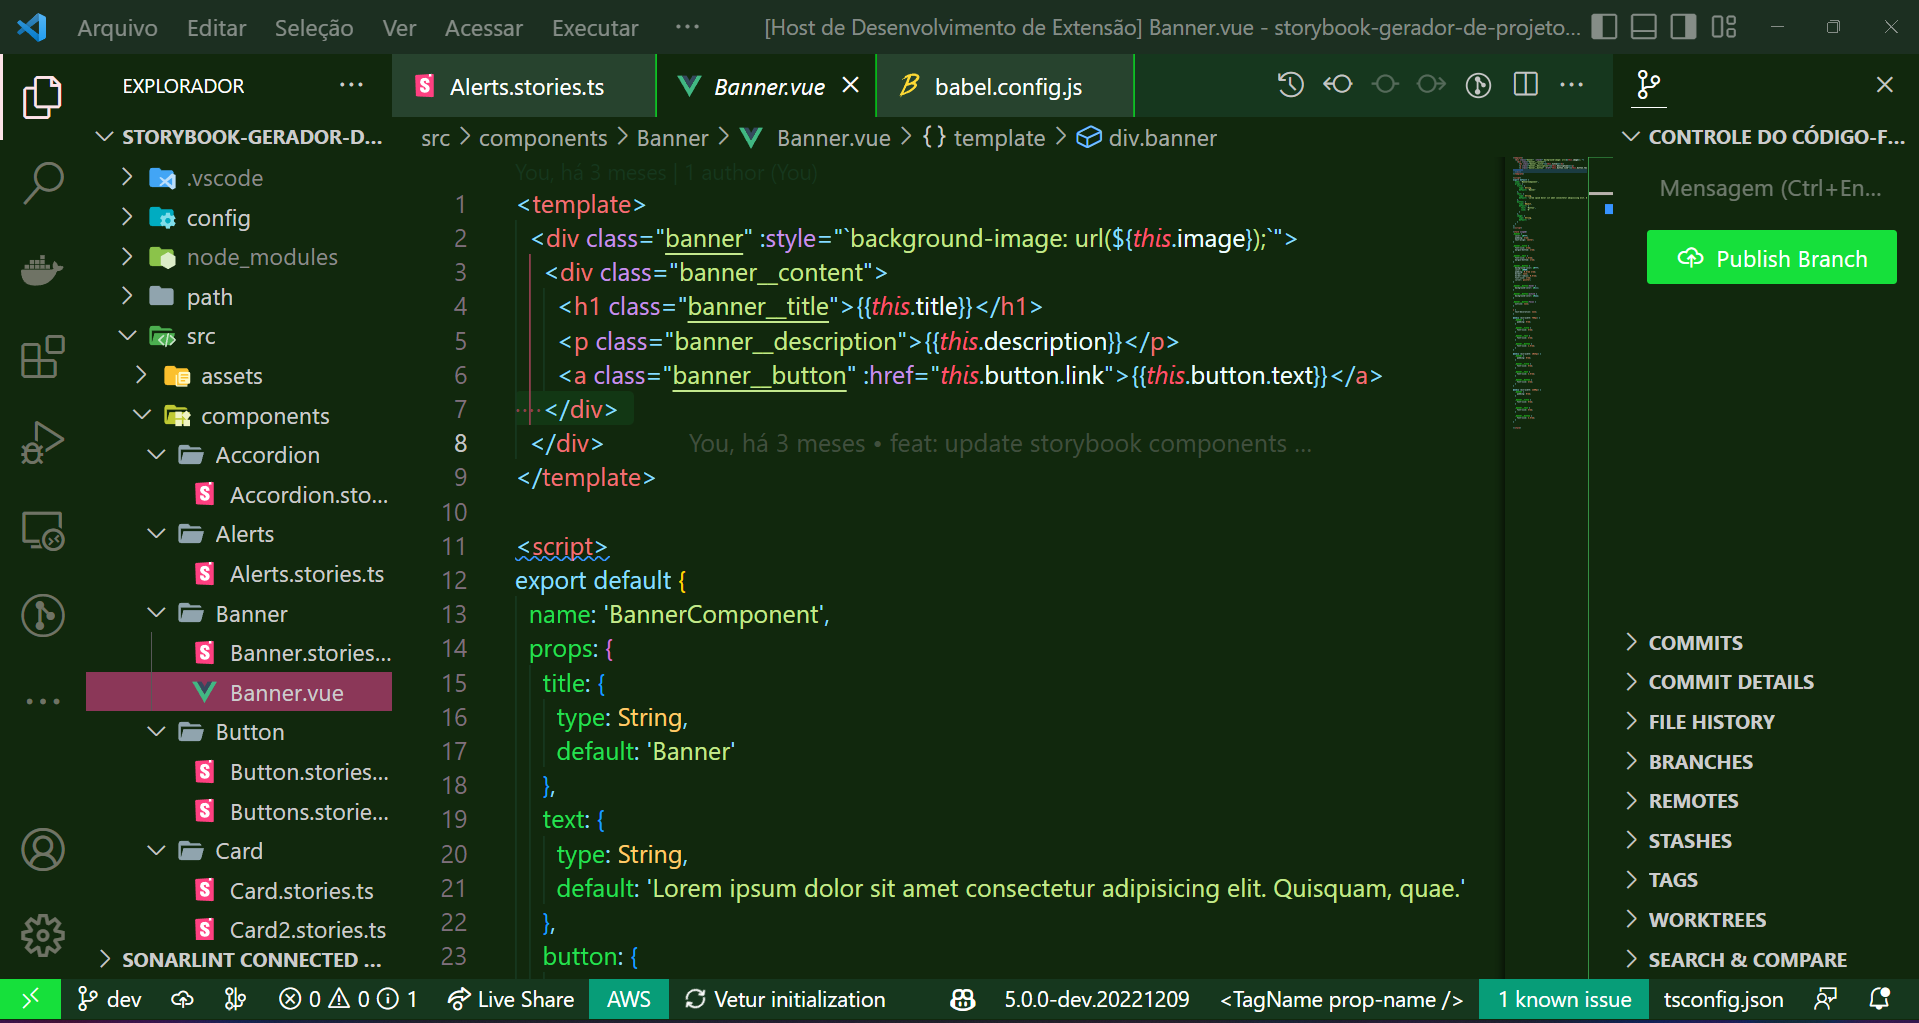 Arquivo Editar Seleção Ver Acessar Executar ··· [Host de Desenvolvimento de Extensão] Banner.vue - storybook-gerador-de-projeto...
EXPLORADOR ···
Alerts.stories.ts Banner.vue babel.config.js
STORYBOOK-GERADOR-D...
.vscode
config
node_modules
path
src
assets
components
Accordion
Accordion.sto...
Alerts
Alerts.stories.ts
Banner
Banner.stories...
Banner.vue
Button
Button.stories...
Buttons.storie...
Card
Card.stories.ts
Card2.stories.ts
SONARLINT CONNECTED ...
src > components > Banner > Banner.vue > {} template > div.banner
You, há 3 meses | 1 author (You)
1 <template>
2 <div class="banner" :style="`background-image: url(${this.image});`">
3 <div class="banner__content">
4 <h1 class="banner__title">{{this.title}}</h1>
5 <p class="banner__description">{{this.description}}</p>
6 <a class="banner__button" :href="this.button.link">{{this.button.text}}</a>
7 ····</div>
8 </div> You, há 3 meses • feat: update storybook components ...
9 </template>
10
11 <script>
12 export default {
13 name: 'BannerComponent',
14 props: {
15 title: {
16 type: String,
17 default: 'Banner'
18 },
19 text: {
20 type: String,
21 default: 'Lorem ipsum dolor sit amet consectetur adipisicing elit. Quisquam, quae.'
22 },
23 button: {
CONTROLE DO CÓDIGO-F...
Mensagem (Ctrl+En...
Publish Branch
COMMITS
COMMIT DETAILS
FILE HISTORY
BRANCHES
REMOTES
STASHES
TAGS
WORKTREES
SEARCH & COMPARE
dev 0 0 1 Live Share AWS Vetur initialization 5.0.0-dev.20221209 <TagName prop-name /> 1 known issue tsconfig.json